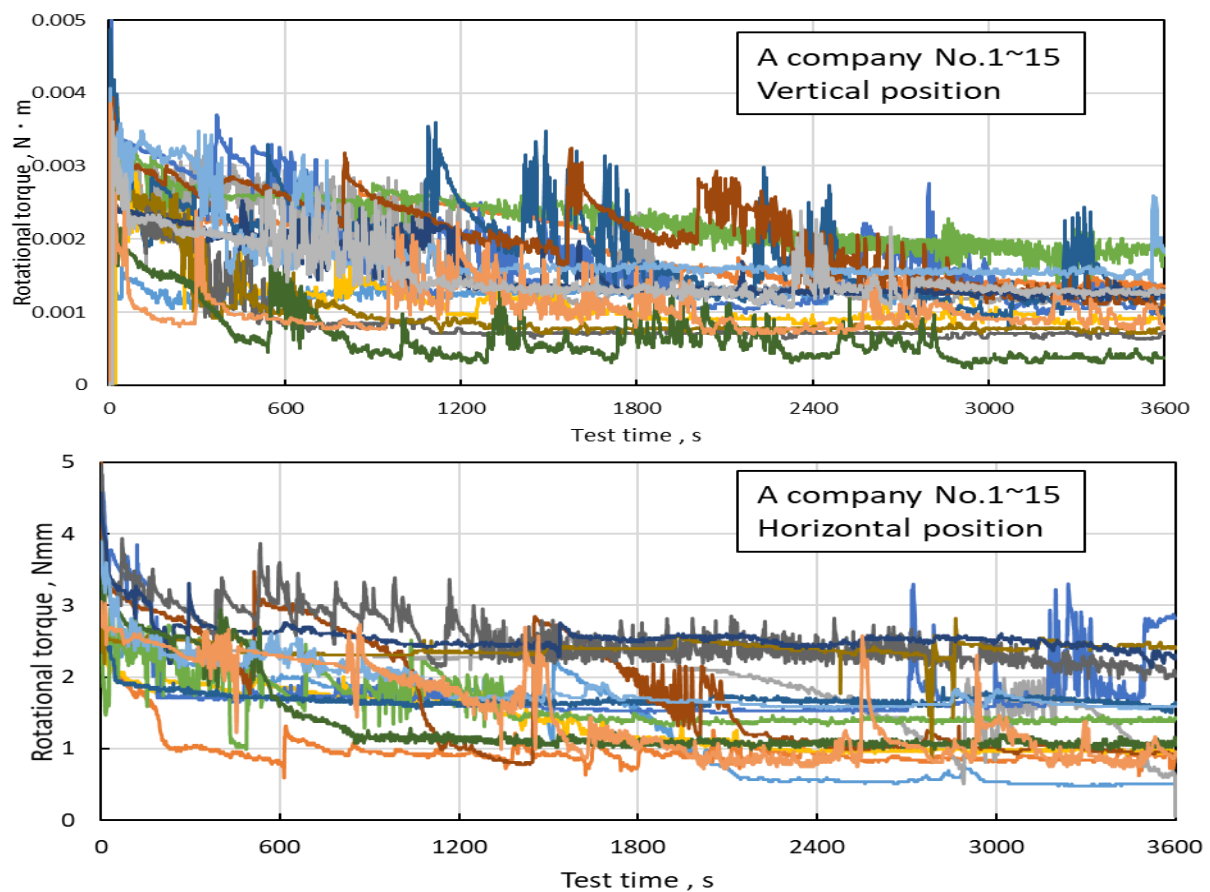 0.005
0.004
0.003
0.002
0.001
0
Rotational torque, N・m
A company No.1~15
Vertical position
0 600 1200 1800 2400 3000 3600
Test time , s
5
4
3
2
1
0
Rotational torque , Nmm
A company No.1~15
Horizontal position
0 600 1200 1800 2400 3000 3600
Test time , s